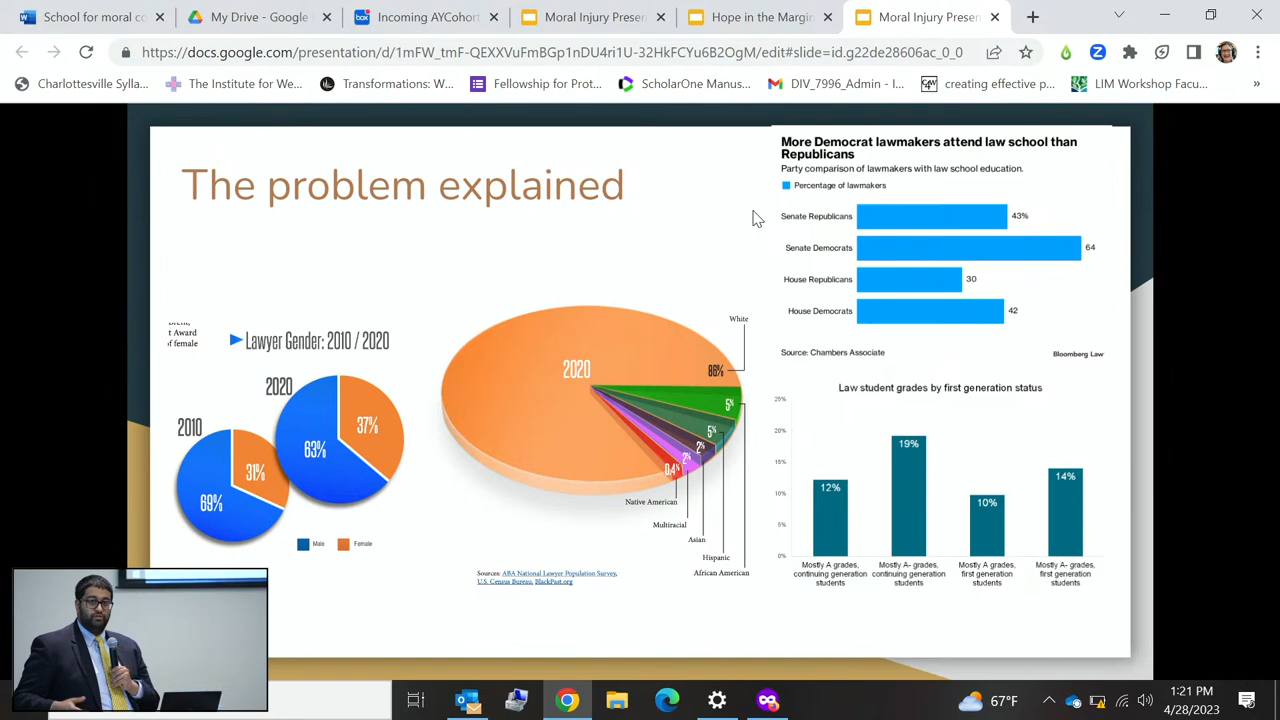 School of moral co
My Drive - Google
Incoming AYCohort
Moral Injury Presen
Hope in the Margin
Moral Injury Presen
https://docs.google.com/presentation/d/1mFW_tmF-QEXXVuFmBGp1nDU4ri1U-32HkFCYu6B2OgM/edit#slide=id.g22de28606ac_0_0
Charlottesville Sylla...
The Institute for We...
Transformations: W...
Fellowship for Prot...
ScholarOne Manus...
DIV_7996_Admin - I...
creating effective p...
LIM Workshop Facu...
»
The problem explained
t Award
of female
Lawyer Gender: 2010 / 2020
2020
37%
63%
2010
31%
69%
Male
Female
2020
White
86%
5%
5%
2%
2%
0.4%
Native American
Multiracial
Asian
Hispanic
African American
Sources: ABA National Lawyer Population Survey,
U.S. Census Bureau, BlackPast.org
More Democrat lawmakers attend law school than
Republicans
Party comparison of lawmakers with law school education.
Percentage of lawmakers
Senate Republicans 43%
Senate Democrats 64
House Republicans 30
House Democrats 42
Source: Chambers Associate
Bloomberg Law
Law student grades by first generation status
25%
20%
15%
10%
5%
0%
12%
19%
10%
14%
Mostly A grades,
continuing generation
students
Mostly A- grades,
continuing generation
students
Mostly A grades,
first generation
students
Mostly A- grades,
first generation
students
67°F
1:21 PM
4/28/2023